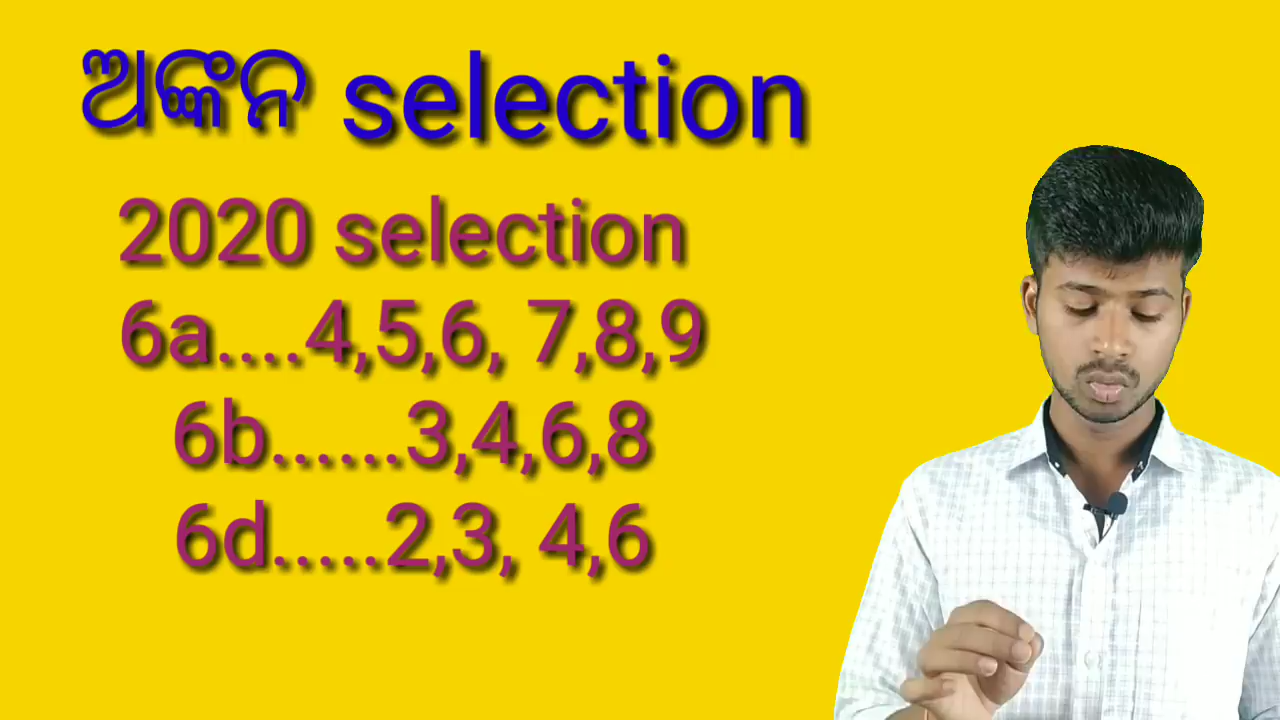 ଅଙ୍କନ selection
2020 selection
6a....4,5,6, 7,8,9
6b......3,4,6,8
6d.....2,3, 4,6